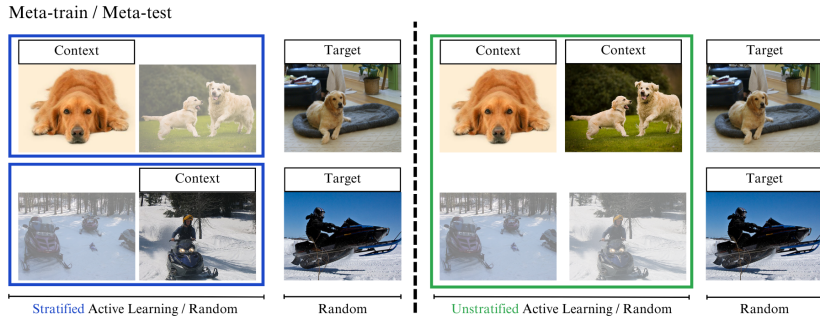 Meta-train / Meta-test
Context
Target
Context
Context
Target
Context
Target
Target
Stratified Active Learning / Random
Random
Unstratified Active Learning / Random
Random